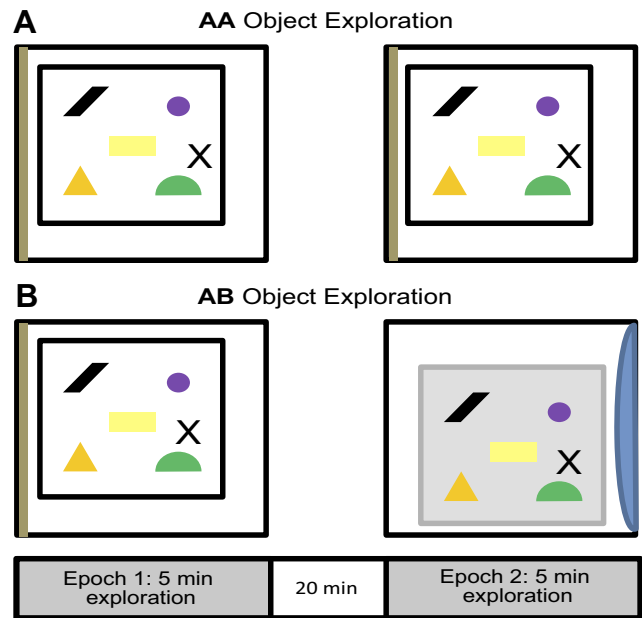 A
AA Object Exploration
X
X
B
AB Object Exploration
X
X
Epoch 1: 5 min
exploration
20 min
Epoch 2: 5 min
exploration